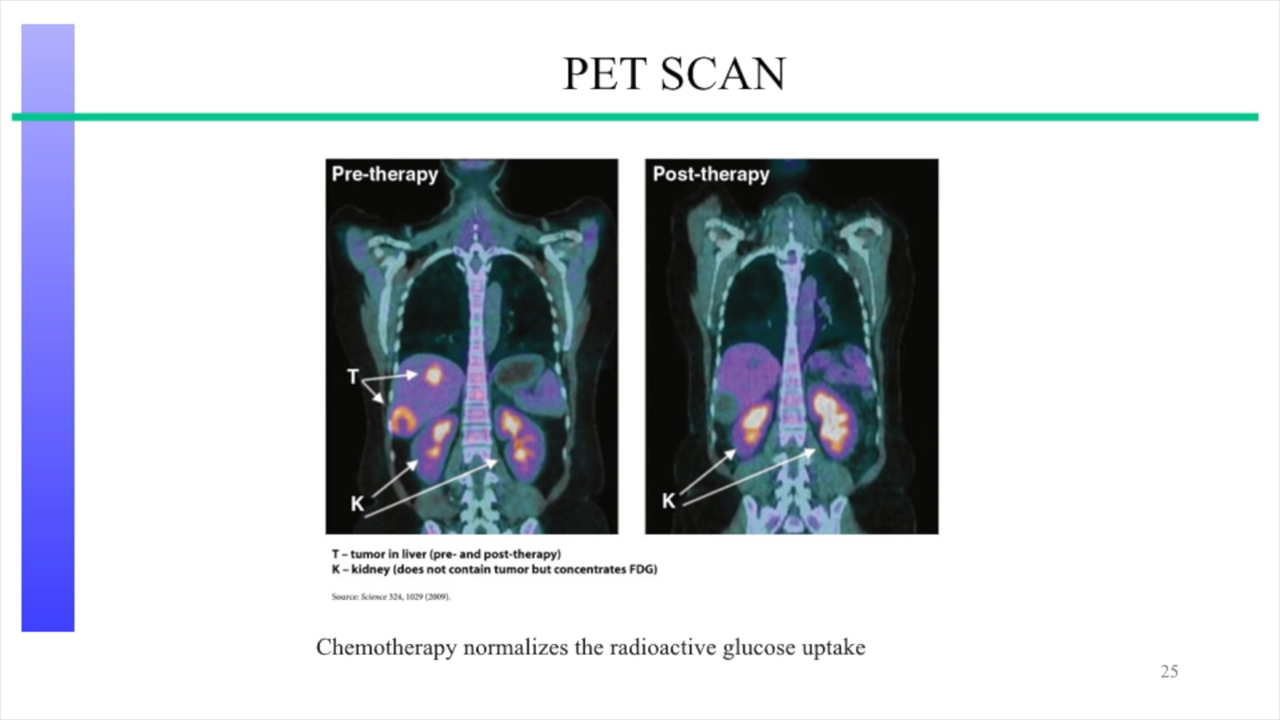 PET SCAN
Pre-therapy
Post-therapy
T
K
K
T – tumor in liver (pre- and post-therapy)
K – kidney (does not contain tumor but concentrates FDG)
Source: Science 324, 1029 (2009).
Chemotherapy normalizes the radioactive glucose uptake
25